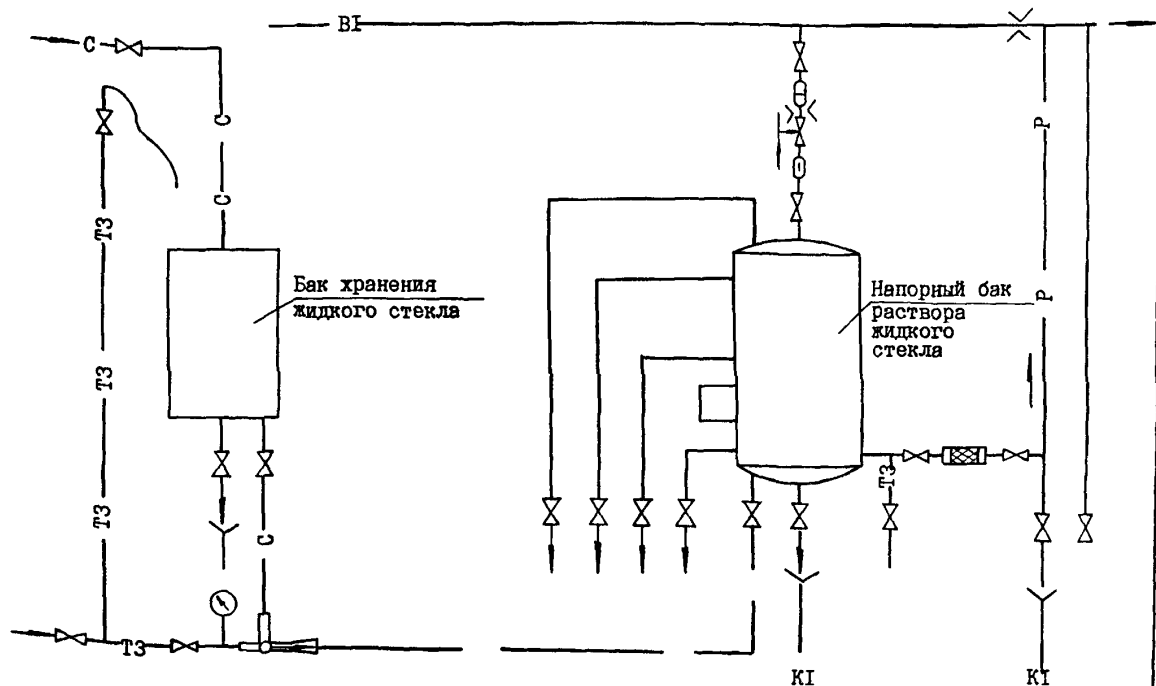 В1
С
С
С
Р
Т3
Бак хранения
жидкого стекла
Напорный бак
раствора
жидкого
стекла
Р
Т3
Т3
Т3
С
Т3
К1
К1